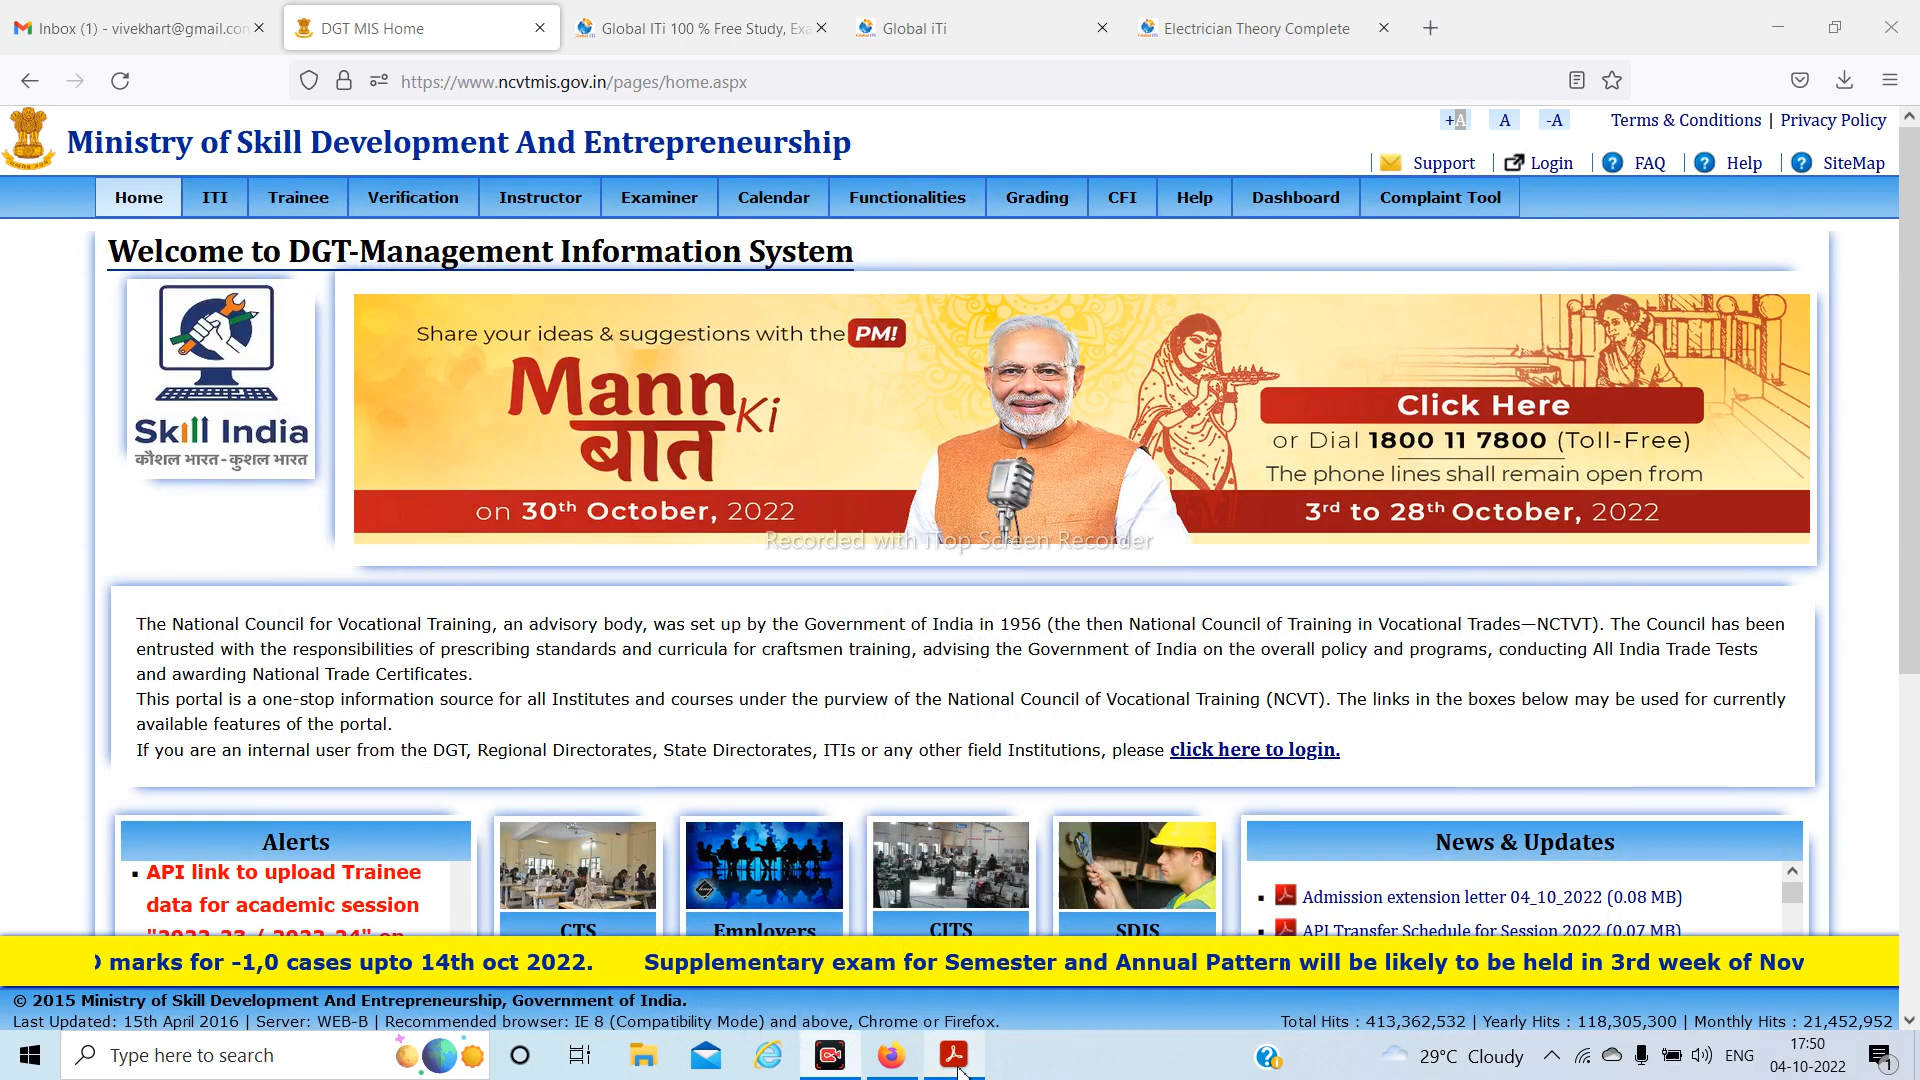 Inbox (1) - vivekhart@gmail.con
DGT MIS Home
Global ITi 100 % Free Study, Exa
Global iTi
Electrician Theory Complete
https://www.ncvtmis.gov.in/pages/home.aspx
Ministry of Skill Development And Entrepreneurship
+A A -A Terms & Conditions | Privacy Policy
Support Login FAQ Help SiteMap
Home ITI Trainee Verification Instructor Examiner Calendar Functionalities Grading CFI Help Dashboard Complaint Tool
Welcome to DGT-Management Information System
Skill India
कौशल भारत-कुशल भारत
Share your ideas & suggestions with the PM!
Mann Ki
बात
on 30th October, 2022
Click Here
or Dial 1800 11 7800 (Toll-Free)
The phone lines shall remain open from
3rd to 28th October, 2022
Recorded with iTop Screen Recorder
The National Council for Vocational Training, an advisory body, was set up by the Government of India in 1956 (the then National Council of Training in Vocational Trades—NCTVT). The Council has been
entrusted with the responsibilities of prescribing standards and curricula for craftsmen training, advising the Government of India on the overall policy and programs, conducting All India Trade Tests
and awarding National Trade Certificates.
This portal is a one-stop information source for all Institutes and courses under the purview of the National Council of Vocational Training (NCVT). The links in the boxes below may be used for currently
available features of the portal.
If you are an internal user from the DGT, Regional Directorates, State Directorates, ITIs or any other field Institutions, please click here to login.
Alerts
API link to upload Trainee
data for academic session
"2022-23 / 2023-24" on
CTS
Employers
CITS
SDIS
News & Updates
Admission extension letter 04_10_2022 (0.08 MB)
API Transfer Schedule for Session 2022 (0.07 MB)
marks for -1,0 cases upto 14th oct 2022. Supplementary exam for Semester and Annual Pattern will be likely to be held in 3rd week of Nov
© 2015 Ministry of Skill Development And Entrepreneurship, Government of India.
Last Updated: 15th April 2016 | Server: WEB-B | Recommended browser: IE 8 (Compatibility Mode) and above, Chrome or Firefox.
Total Hits : 413,362,532 | Yearly Hits : 118,305,300 | Monthly Hits : 21,452,952
Type here to search
29°C Cloudy
ENG
17:50
04-10-2022
1